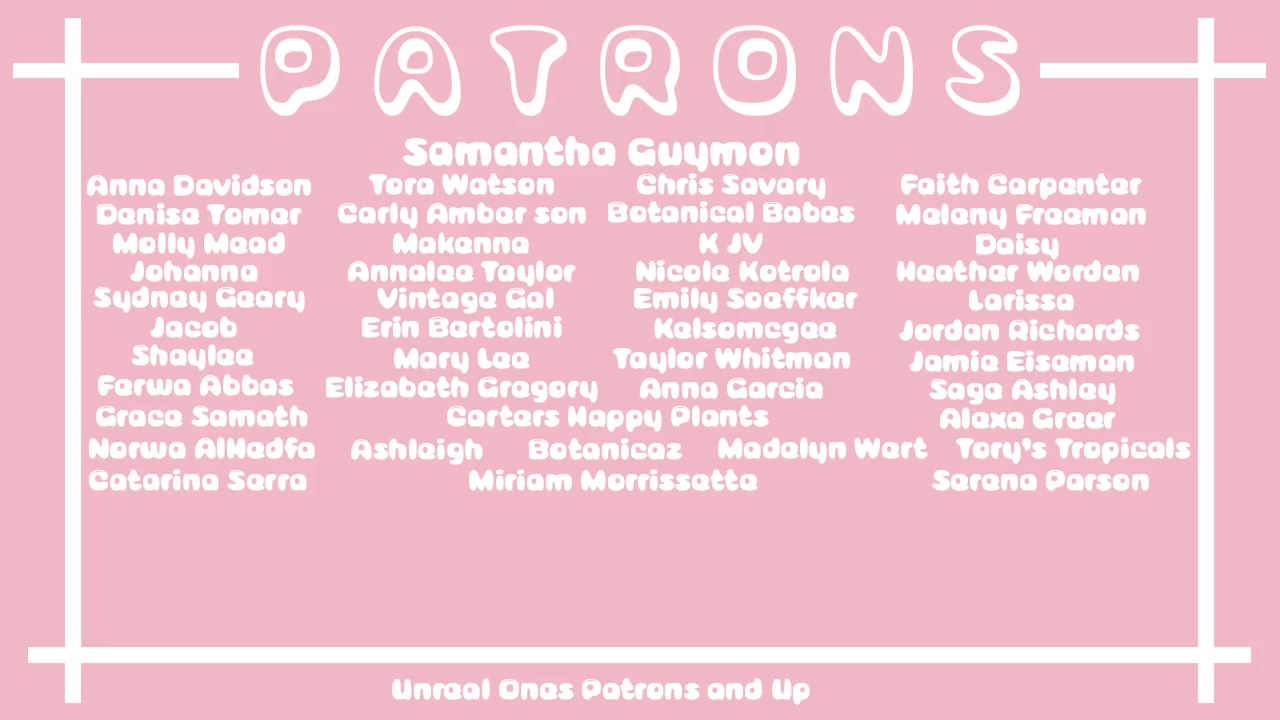 PATRONS
Samantha Guymon
Anna Davidson Tora Watson Chris Savary Faith Carpenter
Denise Tomer Carly Amber son Botanical Babes Melany Freeman
Molly Mead Makenna K JV Daisy
Johanna Annalee Taylor Nicole Kotrola Heather Worden
Sydney Geary Vintage Gal Emily Soeffker Larissa
Jacob Erin Bertolini Kelsomcgee Jordan Richards
Shaylee Mary Lee Taylor Whitman Jamie Eiseman
Farwa Abbas Elizabeth Gregory Anna Garcia Sage Ashley
Grace Samath Carters Happy Plants Alexa Greer
Norwa AlHedfa Ashleigh Botanicaz Madelyn Wert Tory's Tropicals
Catarina Serra Miriam Morrissette Serena Parson
Unreal Ones Patrons and Up